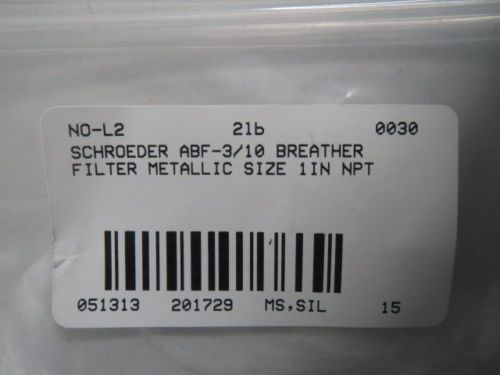 NO-L2 21b 0030
SCHROEDER ABF-3/10 BREATHER
FILTER METALLIC SIZE 1IN NPT
051313 201729 MS,SIL 15